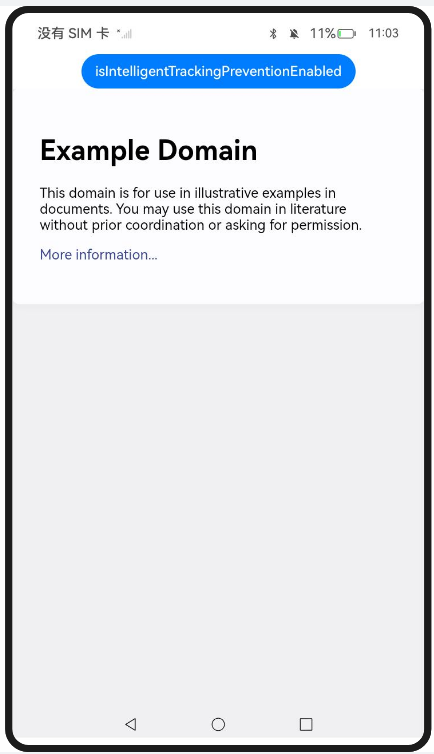 没有 SIM 卡 11% 11:03
isIntelligentTrackingPreventionEnabled
Example Domain
This domain is for use in illustrative examples in
documents. You may use this domain in literature
without prior coordination or asking for permission.
More information...